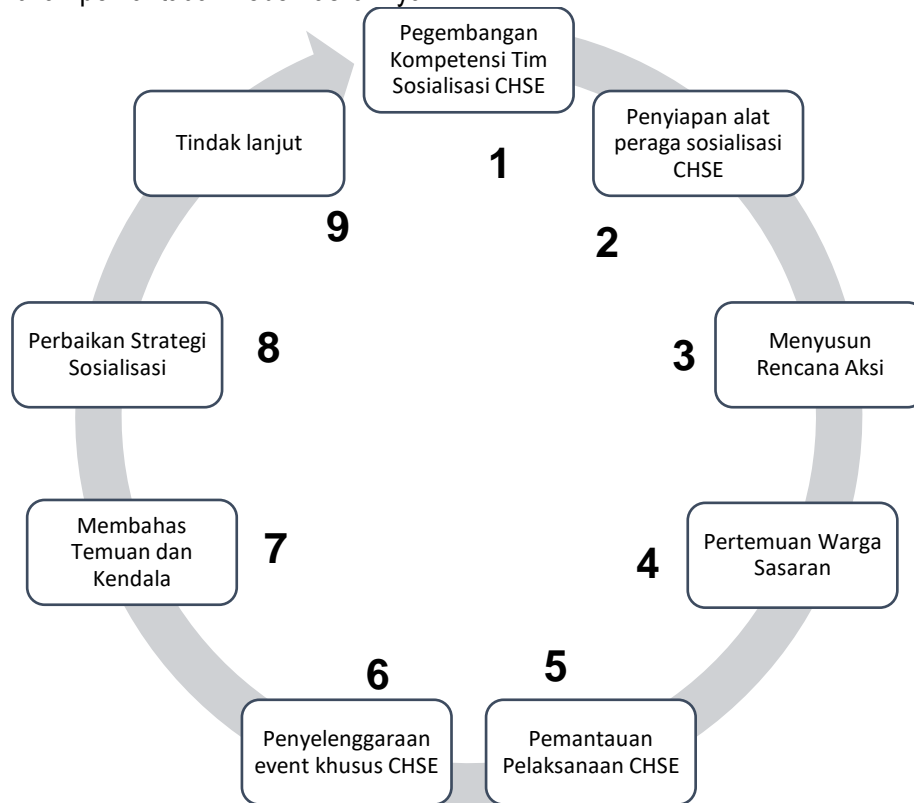 Pegembangan
Kompetensi Tim
Sosialisasi CHSE
1
Penyiapan alat
peraga sosialisasi
CHSE
2
Menyusun
Rencana Aksi
3
Pertemuan Warga
Sasaran
4
Pemantauan
Pelaksanaan CHSE
5
Penyelenggaraan
event khusus CHSE
6
Membahas
Temuan dan
Kendala
7
Perbaikan Strategi
Sosialisasi
8
Tindak lanjut
9